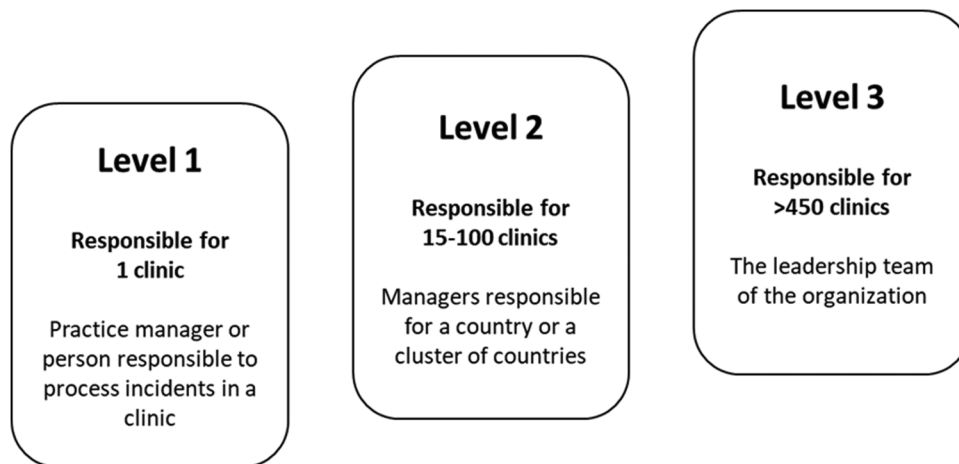 Level 1
Responsible for
1 clinic
Practice manager or
person responsible to
process incidents in a
clinic
Level 2
Responsible for
15-100 clinics
Managers responsible
for a country or a
cluster of countries
Level 3
Responsible for
>450 clinics
The leadership team
of the organization